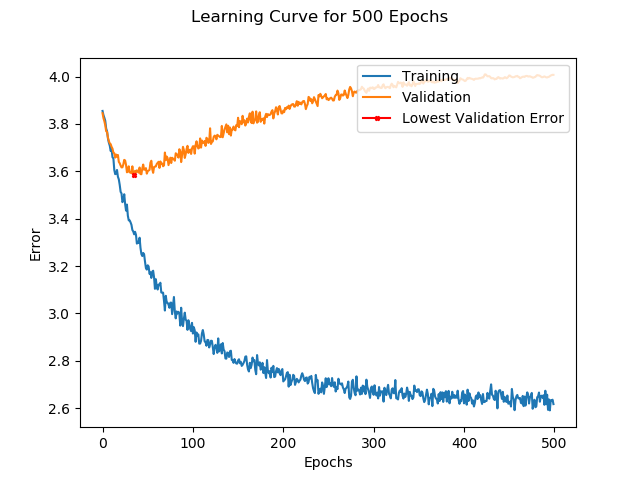 Learning Curve for 500 Epochs
Training
Validation
Lowest Validation Error
4.0
3.8
3.6
3.4
3.2
3.0
2.8
2.6
Error
0 100 200 300 400 500
Epochs